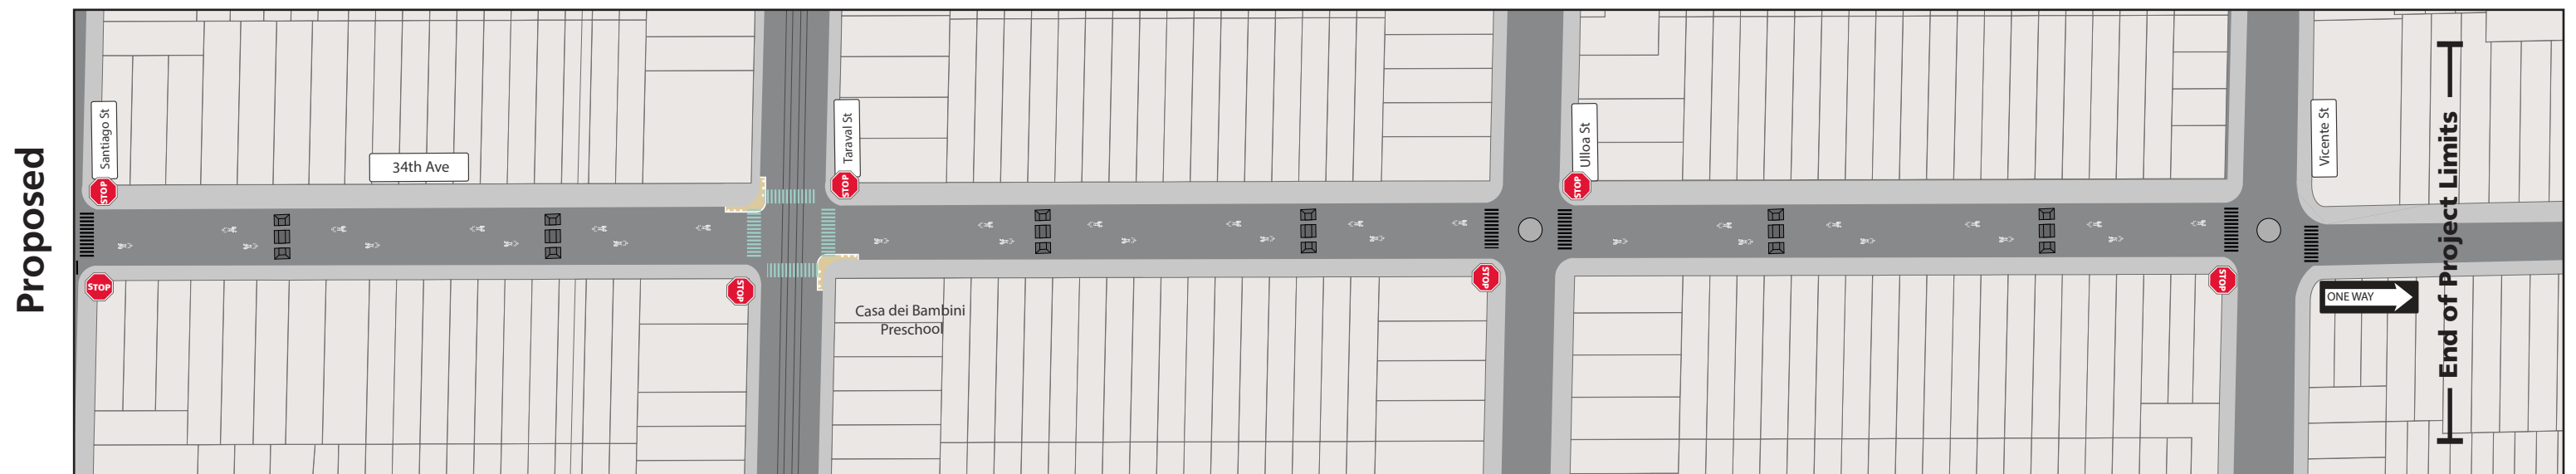 Proposed
Santiago St
STOP
STOP
34th Ave
STOP
Taraval St
STOP
Casa dei Bambini
Preschool
STOP
Ulloa St
STOP
STOP
Vicente St
ONE WAY
End of Project Limits